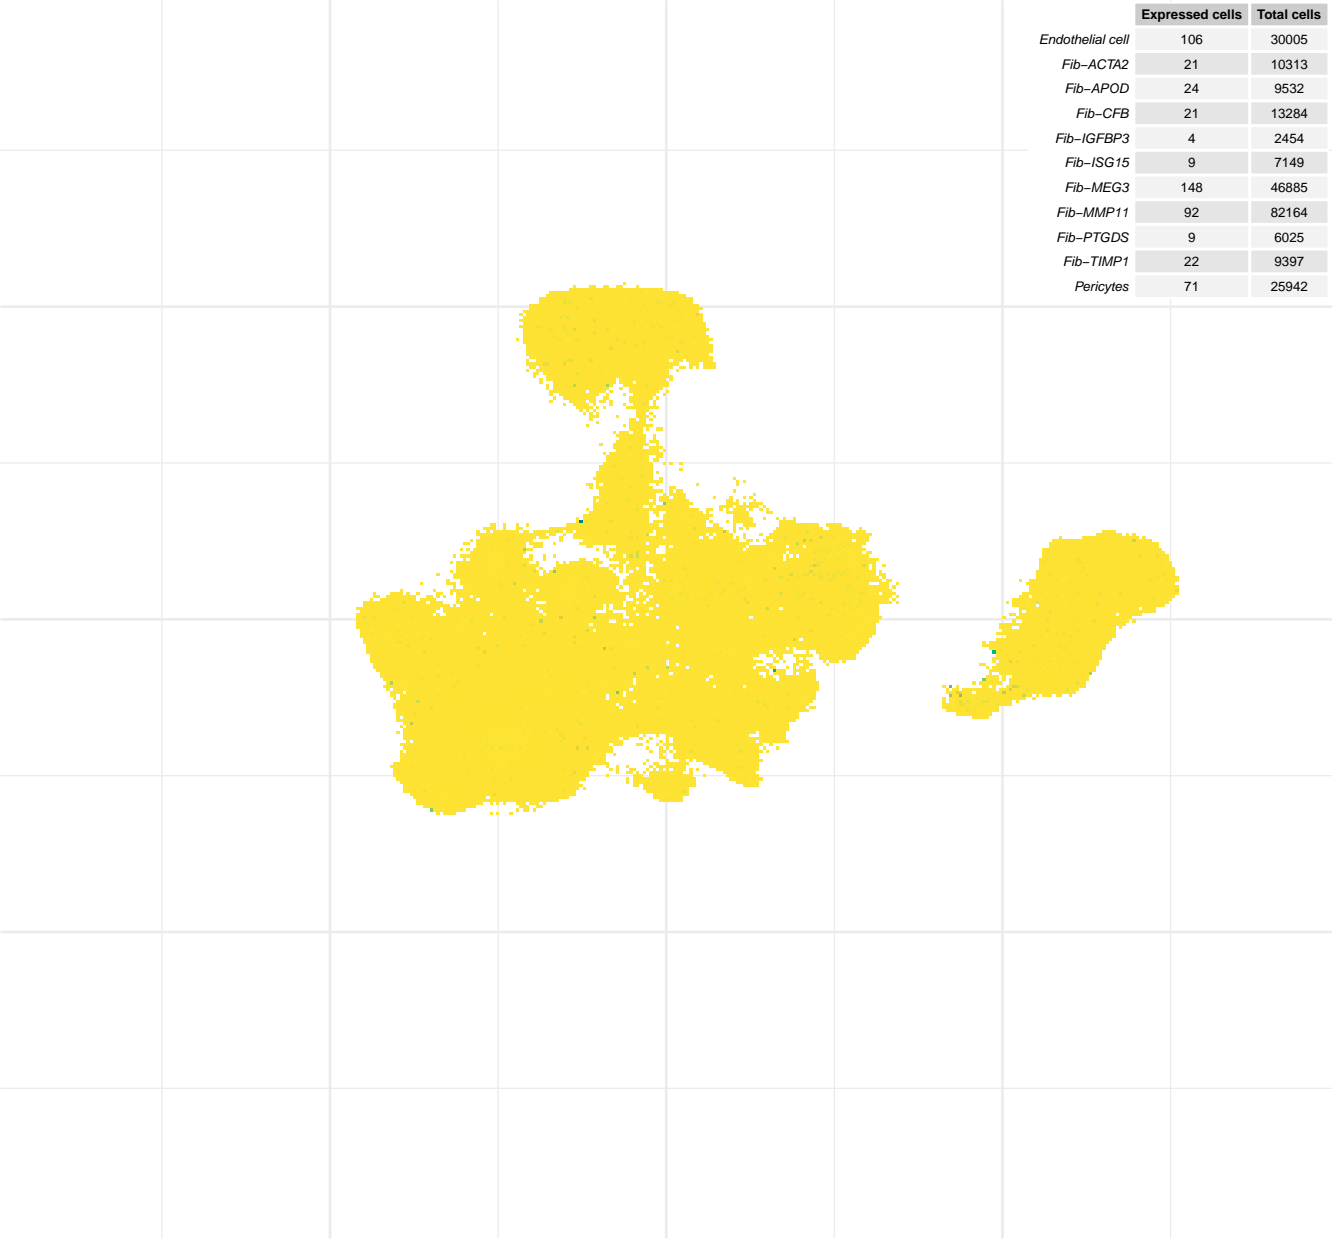 Expressed cells Total cells
Endothelial cell 106 30005
Fib−ACTA2 21 10313
Fib−APOD 24 9532
Fib−CFB 21 13284
Fib−IGFBP3 4 2454
Fib−ISG15 9 7149
Fib−MEG3 148 46885
Fib−MMP11 92 82164
Fib−PTGDS 9 6025
Fib−TIMP1 22 9397
Pericytes 71 25942